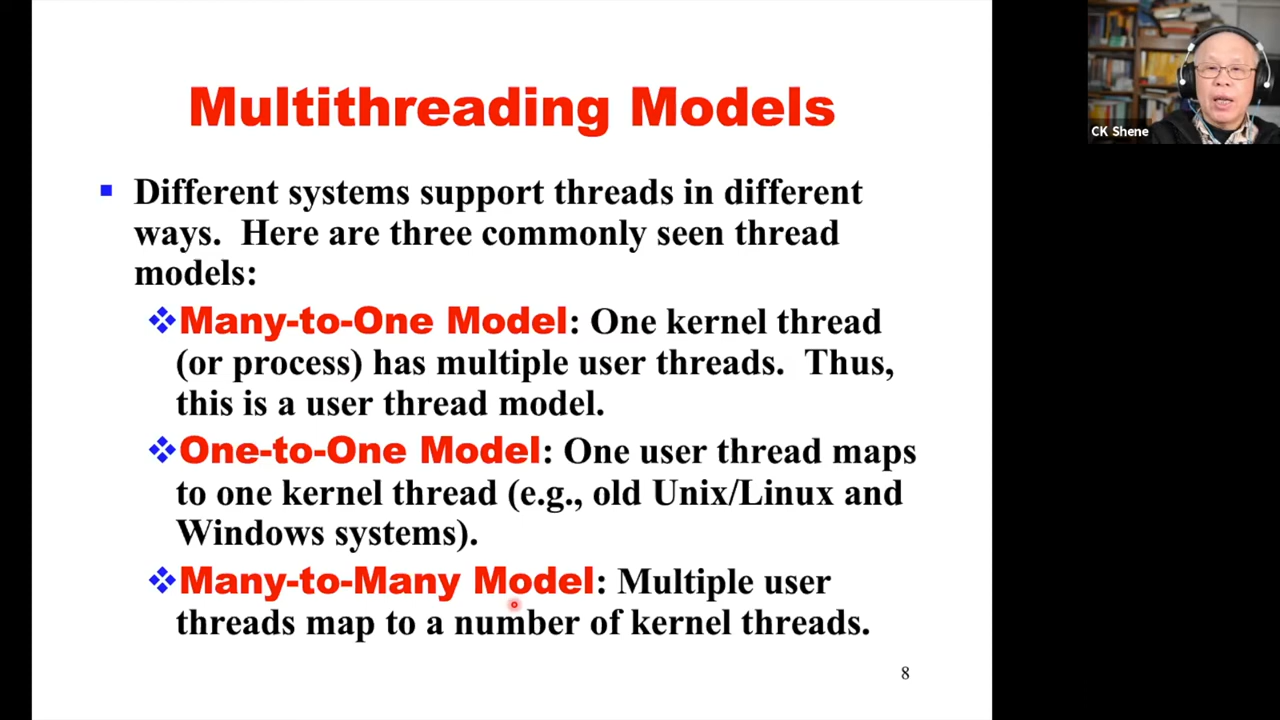 Multithreading Models
Different systems support threads in different
ways. Here are three commonly seen thread
models:
Many-to-One Model: One kernel thread
(or process) has multiple user threads. Thus,
this is a user thread model.
One-to-One Model: One user thread maps
to one kernel thread (e.g., old Unix/Linux and
Windows systems).
Many-to-Many Model: Multiple user
threads map to a number of kernel threads.
8
CK Shene